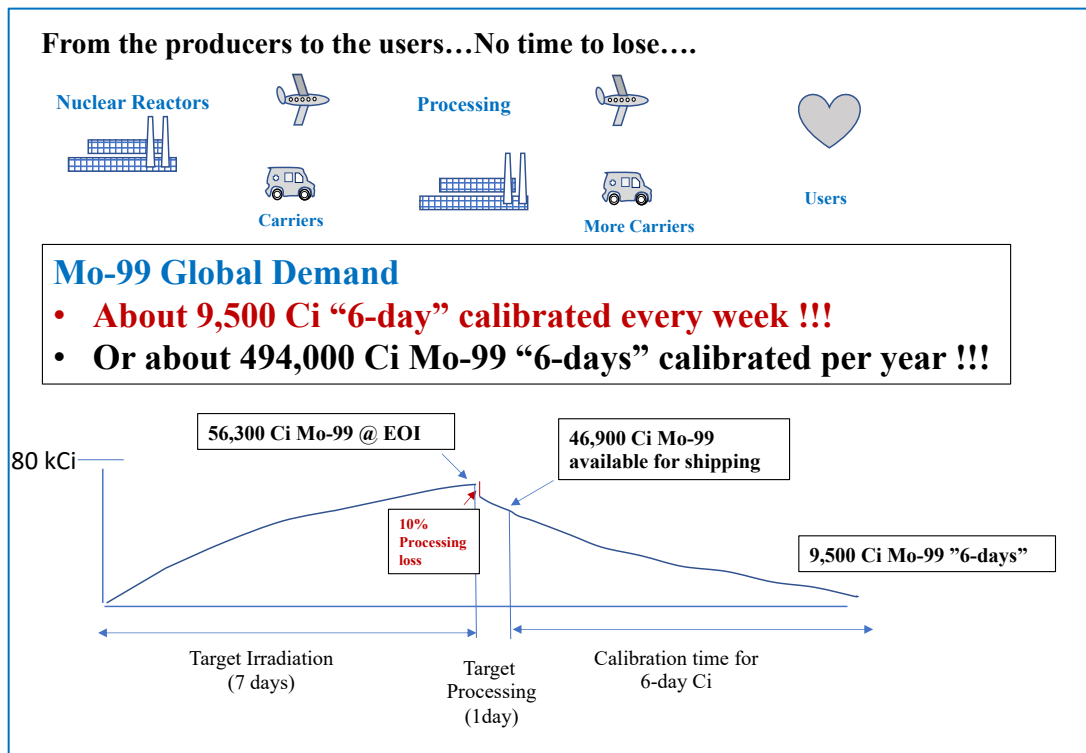 From the producers to the users…No time to lose….
Nuclear Reactors
Processing
Carriers
More Carriers
Users
Mo-99 Global Demand
• About 9,500 Ci “6-day” calibrated every week !!!
• Or about 494,000 Ci Mo-99 “6-days” calibrated per year !!!
56,300 Ci Mo-99 @ EOI
46,900 Ci Mo-99
available for shipping
80 kCi
10%
Processing
loss
9,500 Ci Mo-99 ”6-days”
Target Irradiation
(7 days)
Target
Processing
(1day)
Calibration time for
6-day Ci